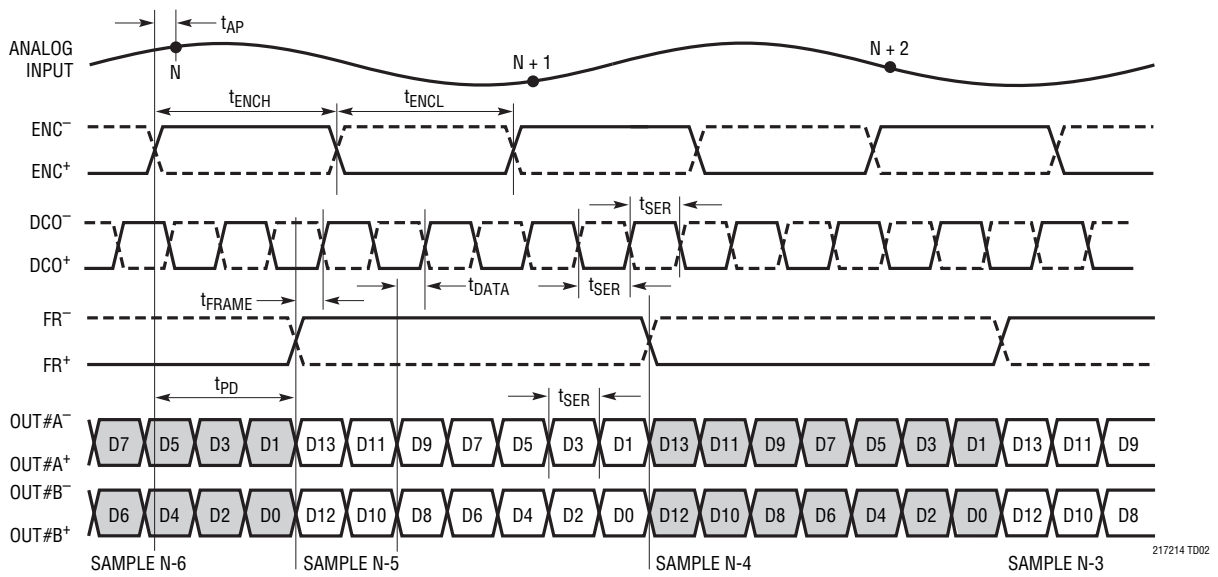 tAP
ANALOG
INPUT
N
N + 1
N + 2
tENCH
tENCL
ENC–
ENC+
DCO–
DCO+
tSER
tFRAME
tDATA
tSER
FR–
FR+
tPD
tSER
OUT#A–
OUT#A+
D7 D5 D3 D1 D13 D11 D9 D7 D5 D3 D1 D13 D11 D9 D7 D5 D3 D1 D13 D11 D9
OUT#B–
OUT#B+
D6 D4 D2 D0 D12 D10 D8 D6 D4 D2 D0 D12 D10 D8 D6 D4 D2 D0 D12 D10 D8
SAMPLE N-6 SAMPLE N-5 SAMPLE N-4 SAMPLE N-3
217214 TD02